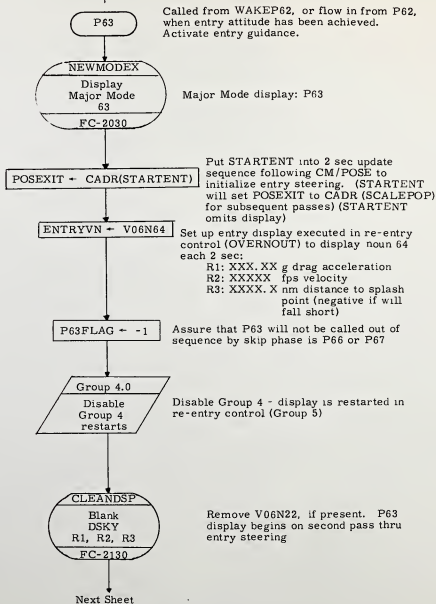 P63
Called from WAKEP62, or flow in from P62,
when entry attitude has been achieved.
Activate entry guidance.
NEWMODEX
Display
Major Mode
63
FC-2030
Major Mode display: P63
POSEXIT ← CADR(STARTENT)
Put STARTENT into 2 sec update
sequence following CM/POSE to
initialize entry steering. (STARTENT
will set POSEXIT to CADR (SCALEPOP)
for subsequent passes) (STARTENT
omits display)
ENTRYVN ← V06N64
Set up entry display executed in re-entry
control (OVERNOUT) to display noun 64
each 2 sec:
R1: XXX.XX g drag acceleration
R2: XXXXX fps velocity
R3: XXXX.X nm distance to splash
point (negative if will
fall short)
P63FLAG ← -1
Assure that P63 will not be called out of
sequence by skip phase is P66 or P67
Group 4.0
Disable
Group 4
restarts
Disable Group 4 - display is restarted in
re-entry control (Group 5)
CLEANDSP
Blank
DSKY
R1, R2, R3
FC-2130
Remove V06N22, if present. P63
display begins on second pass thru
entry steering
Next Sheet